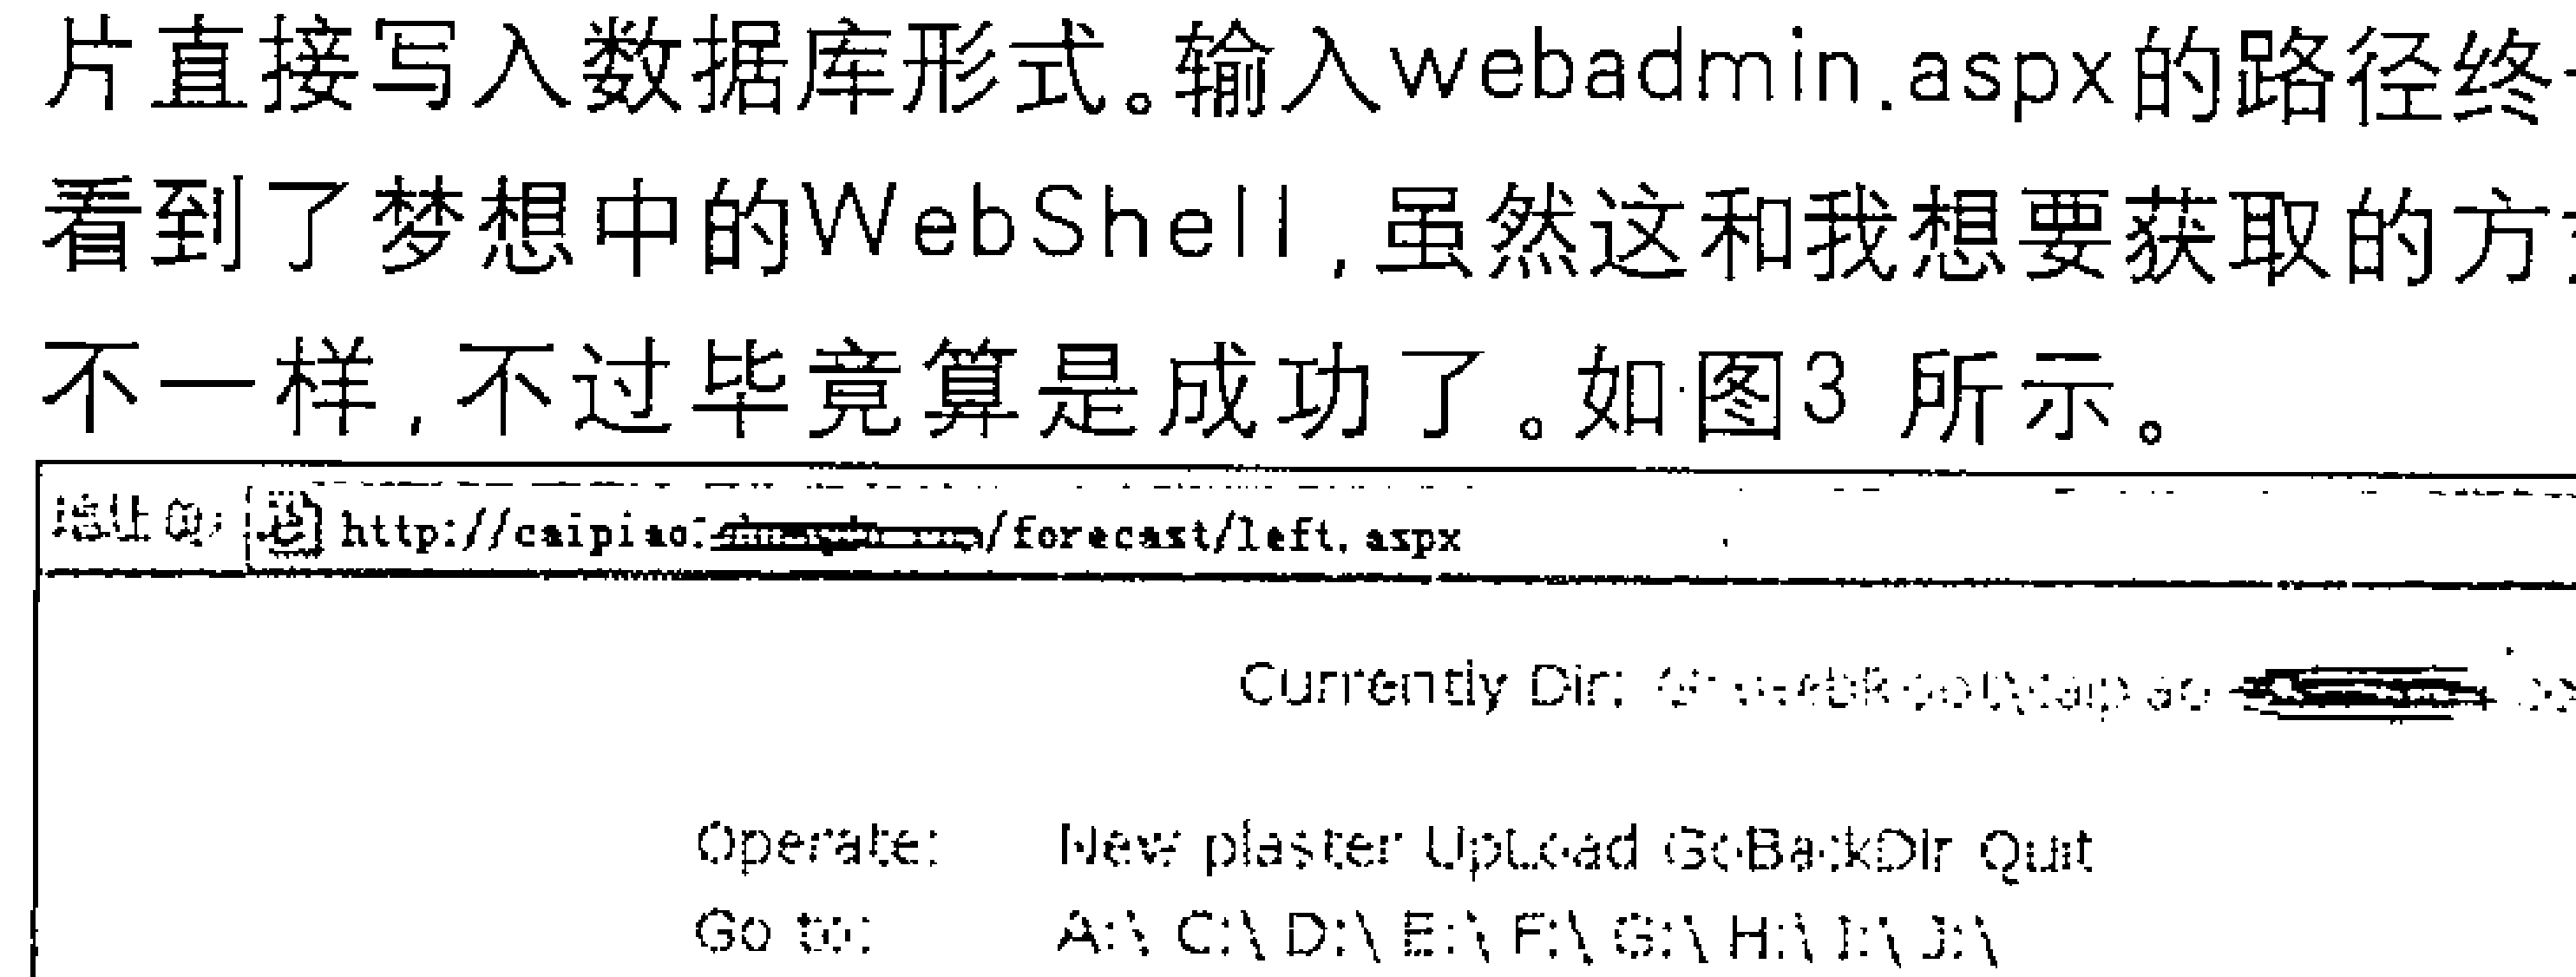 片直接写入数据库形式。输入webadmin.aspx的路径终
看到了梦想中的WebShell,虽然这和我想要获取的方
不一样,不过毕竟算是成功了。如图3 所示。
地址 http://caipiao /forecast/left.aspx
Currently Dir:
Operate: New plaster UpLoad GoBackDir Quit
Go to: A:\ C:\ D:\ E:\ F:\ G:\ H:\ I:\ J:\